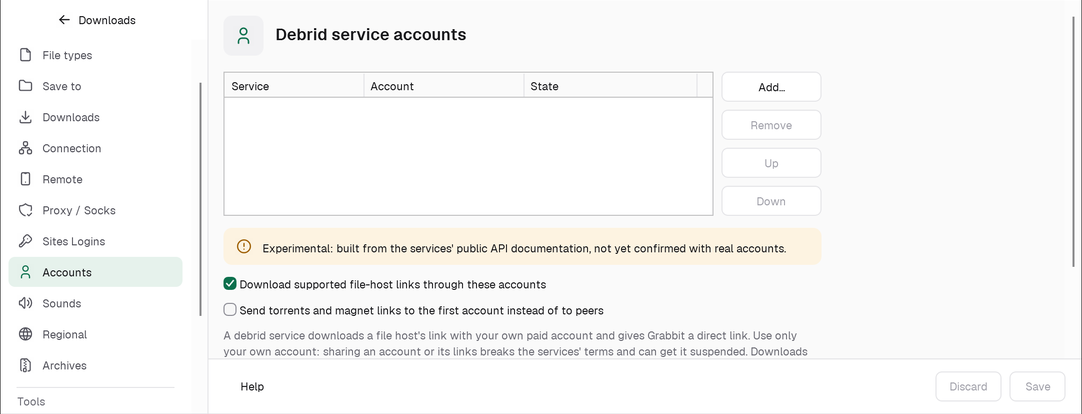 Downloads
File types
Save to
Downloads
Connection
Remote
Proxy / Socks
Sites Logins
Accounts
Sounds
Regional
Archives
Tools
Debrid service accounts
Service Account State
Add...
Remove
Up
Down
Experimental: built from the services' public API documentation, not yet confirmed with real accounts.
Download supported file-host links through these accounts
Send torrents and magnet links to the first account instead of to peers
A debrid service downloads a file host's link with your own paid account and gives Grabbit a direct link. Use only
your own account: sharing an account or its links breaks the services' terms and can get it suspended. Downloads
Help
Discard
Save